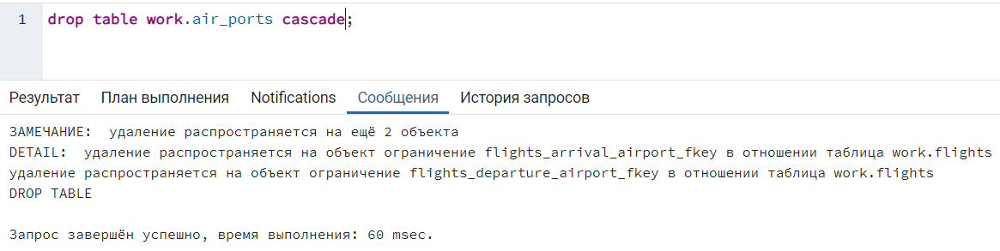 1 drop table work.air_ports cascade;
Результат План выполнения Notifications Сообщения История запросов
ЗАМЕЧАНИЕ:  удаление распространяется на ещё 2 объекта
DETAIL:  удаление распространяется на объект ограничение flights_arrival_airport_fkey в отношении таблица work.flights
удаление распространяется на объект ограничение flights_departure_airport_fkey в отношении таблица work.flights
DROP TABLE
Запрос завершён успешно, время выполнения: 60 msec.